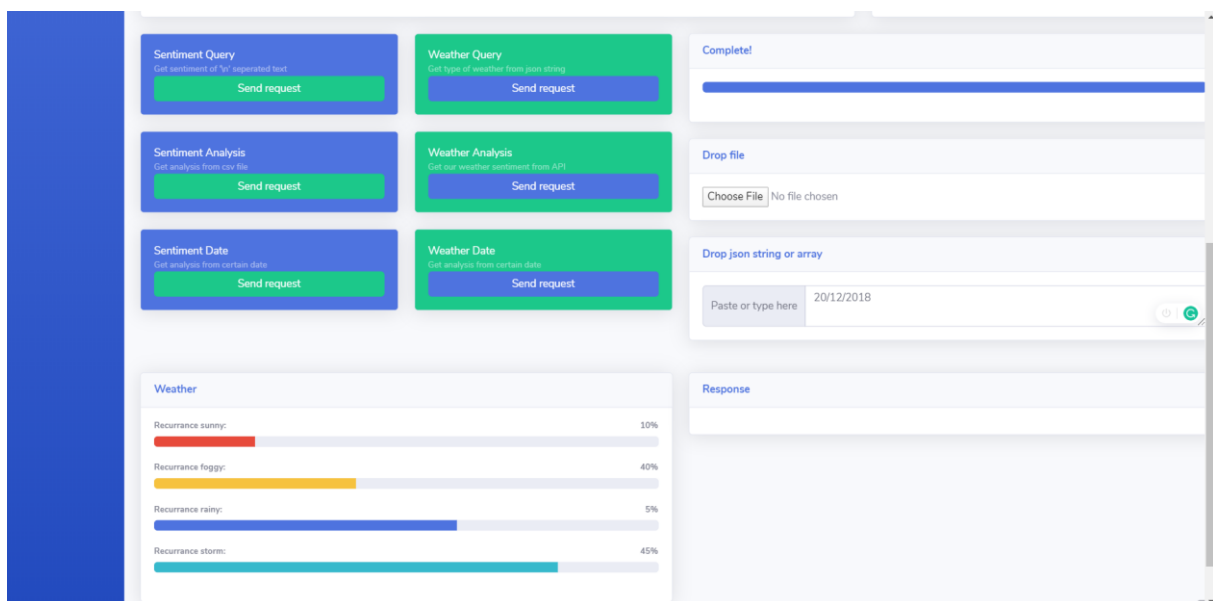 Sentiment Query
Get sentiment of '\n' seperated text
Send request
Weather Query
Get type of weather from json string
Send request
Complete!
Sentiment Analysis
Get analysis from csv file
Send request
Weather Analysis
Get our weather sentiment from API
Send request
Drop file
Choose File No file chosen
Sentiment Date
Get analysis from certain date
Send request
Weather Date
Get analysis from certain date
Send request
Drop json string or array
Paste or type here
20/12/2018
Weather
Recurrance sunny: 10%
Recurrance foggy: 40%
Recurrance rainy: 5%
Recurrance storm: 45%
Response